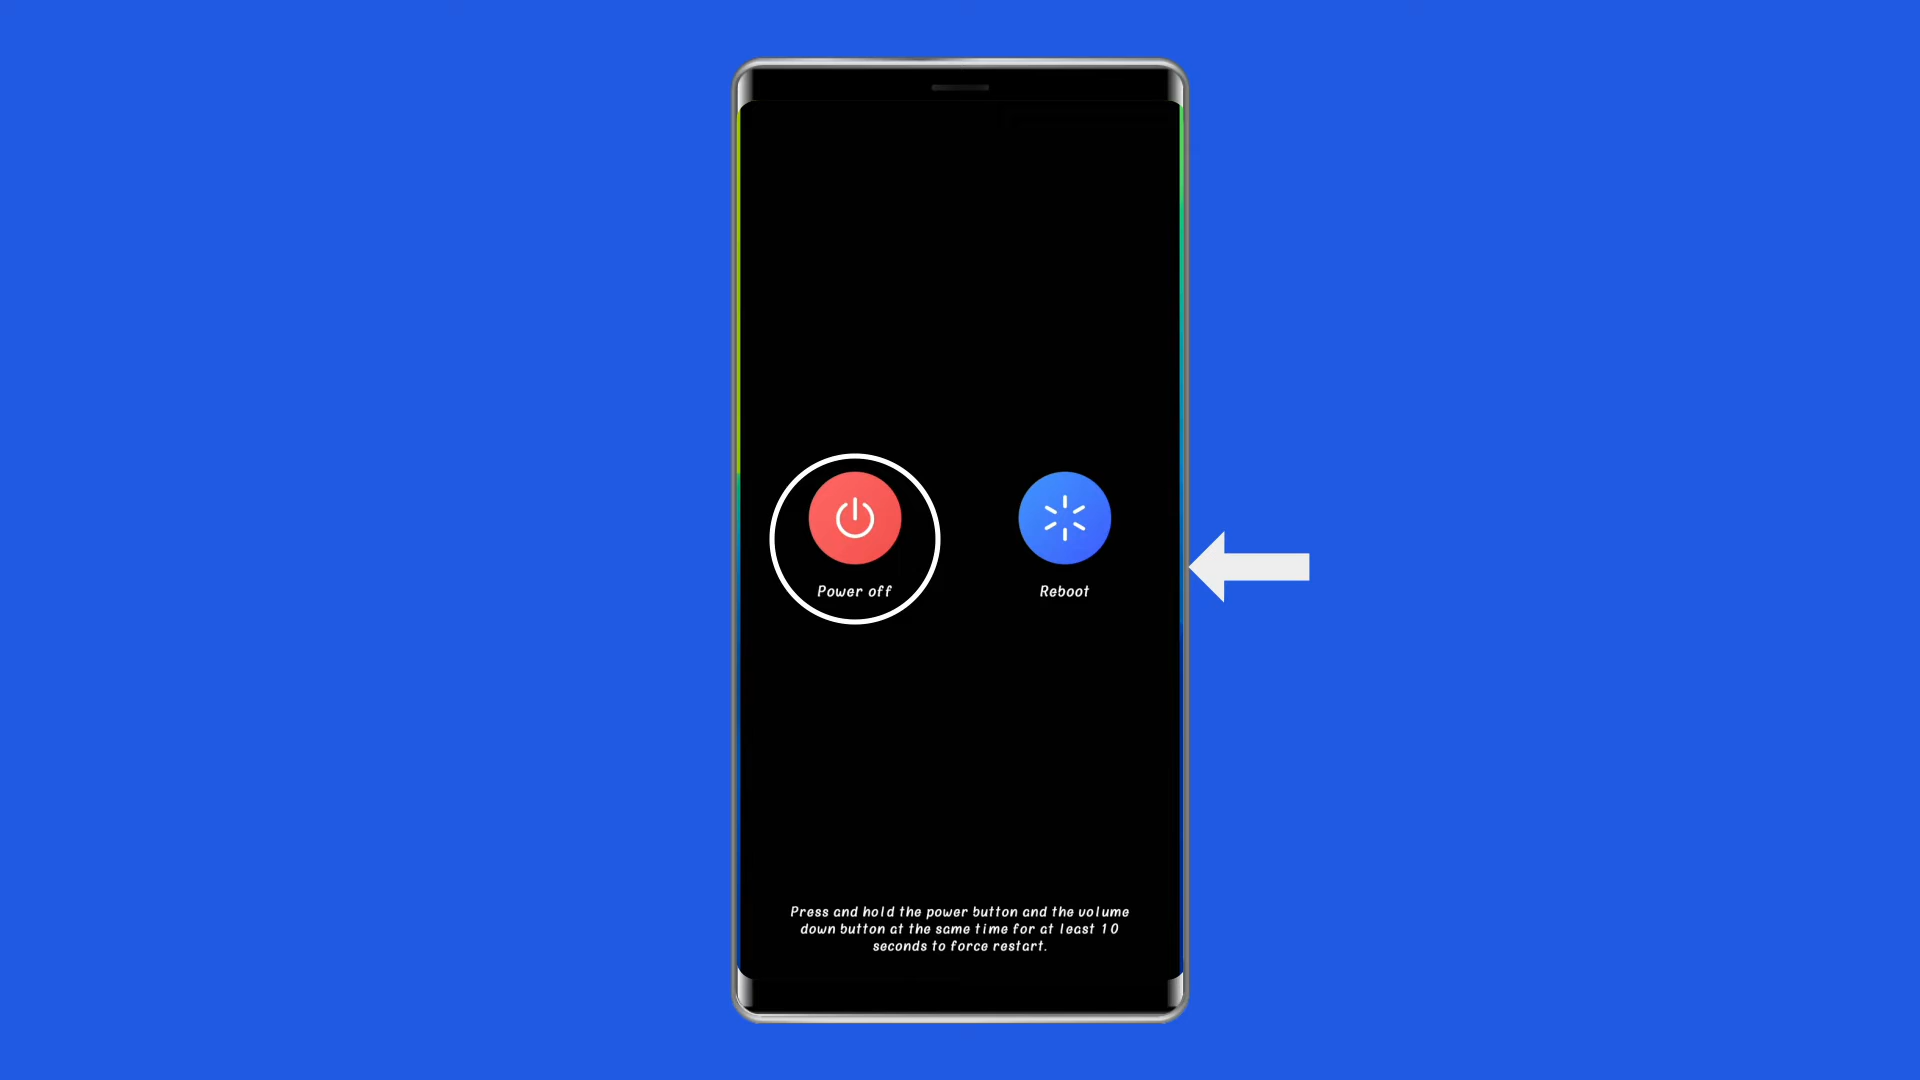 Power off
Reboot
Press and hold the power button and the volume
down button at the same time for at least 10
seconds to force restart.